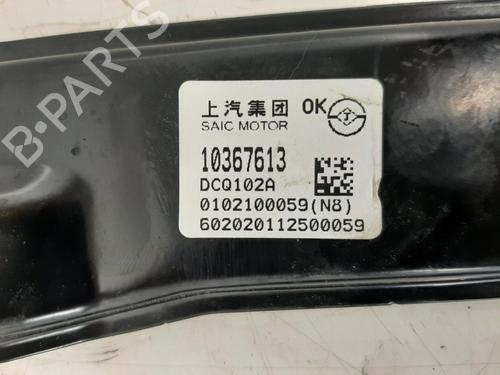 上汽集团 OK
SAIC MOTOR
10367613
DCQ102A
0102100059(N8)
602020112500059
B-Parts